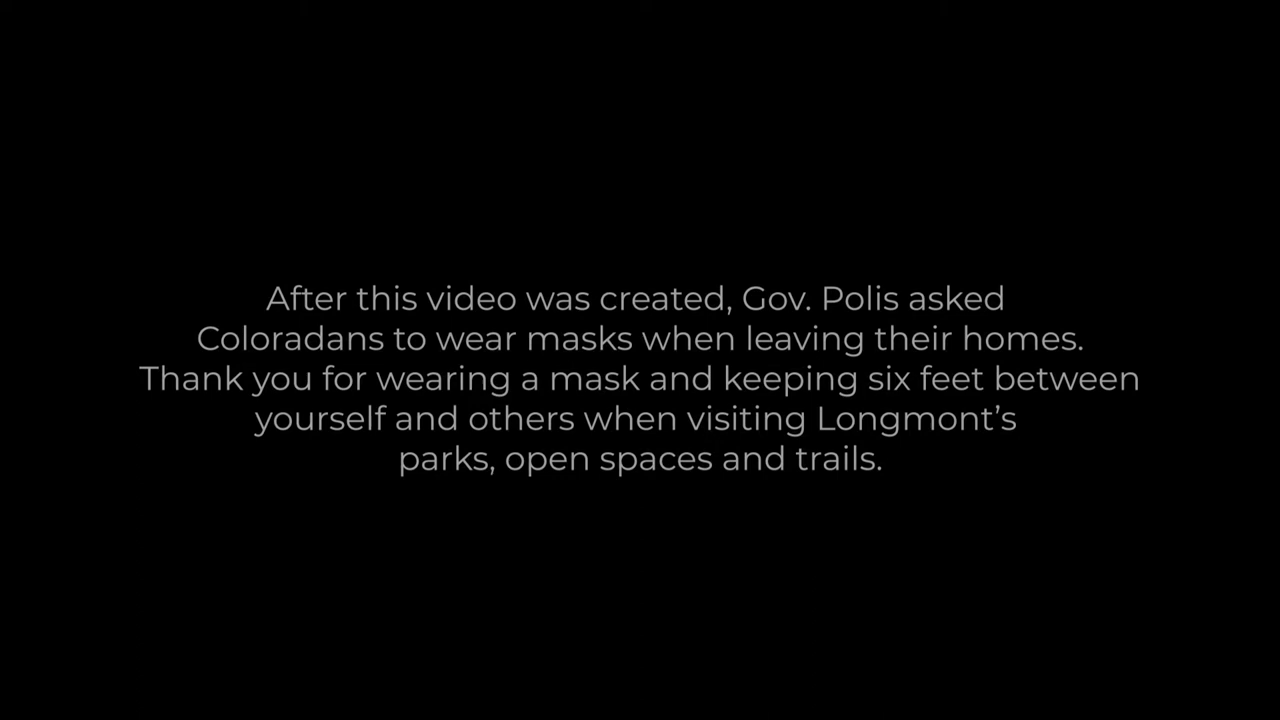 After this video was created, Gov. Polis asked
Coloradans to wear masks when leaving their homes.
Thank you for wearing a mask and keeping six feet between
yourself and others when visiting Longmont’s
parks, open spaces and trails.